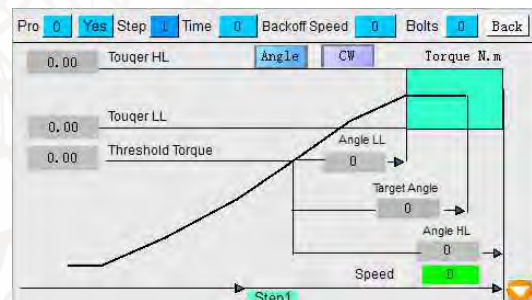 Pro 0 Yes Step 1 Time 0 Backoff Speed 0 Bolts 0 Back
0.00 Touqer HL Angle CW Torque N.m
0.00 Touqer LL
0.00 Threshold Torque
Angle LL
0
Target Angle
0
Angle HL
0
Speed 0
Step1